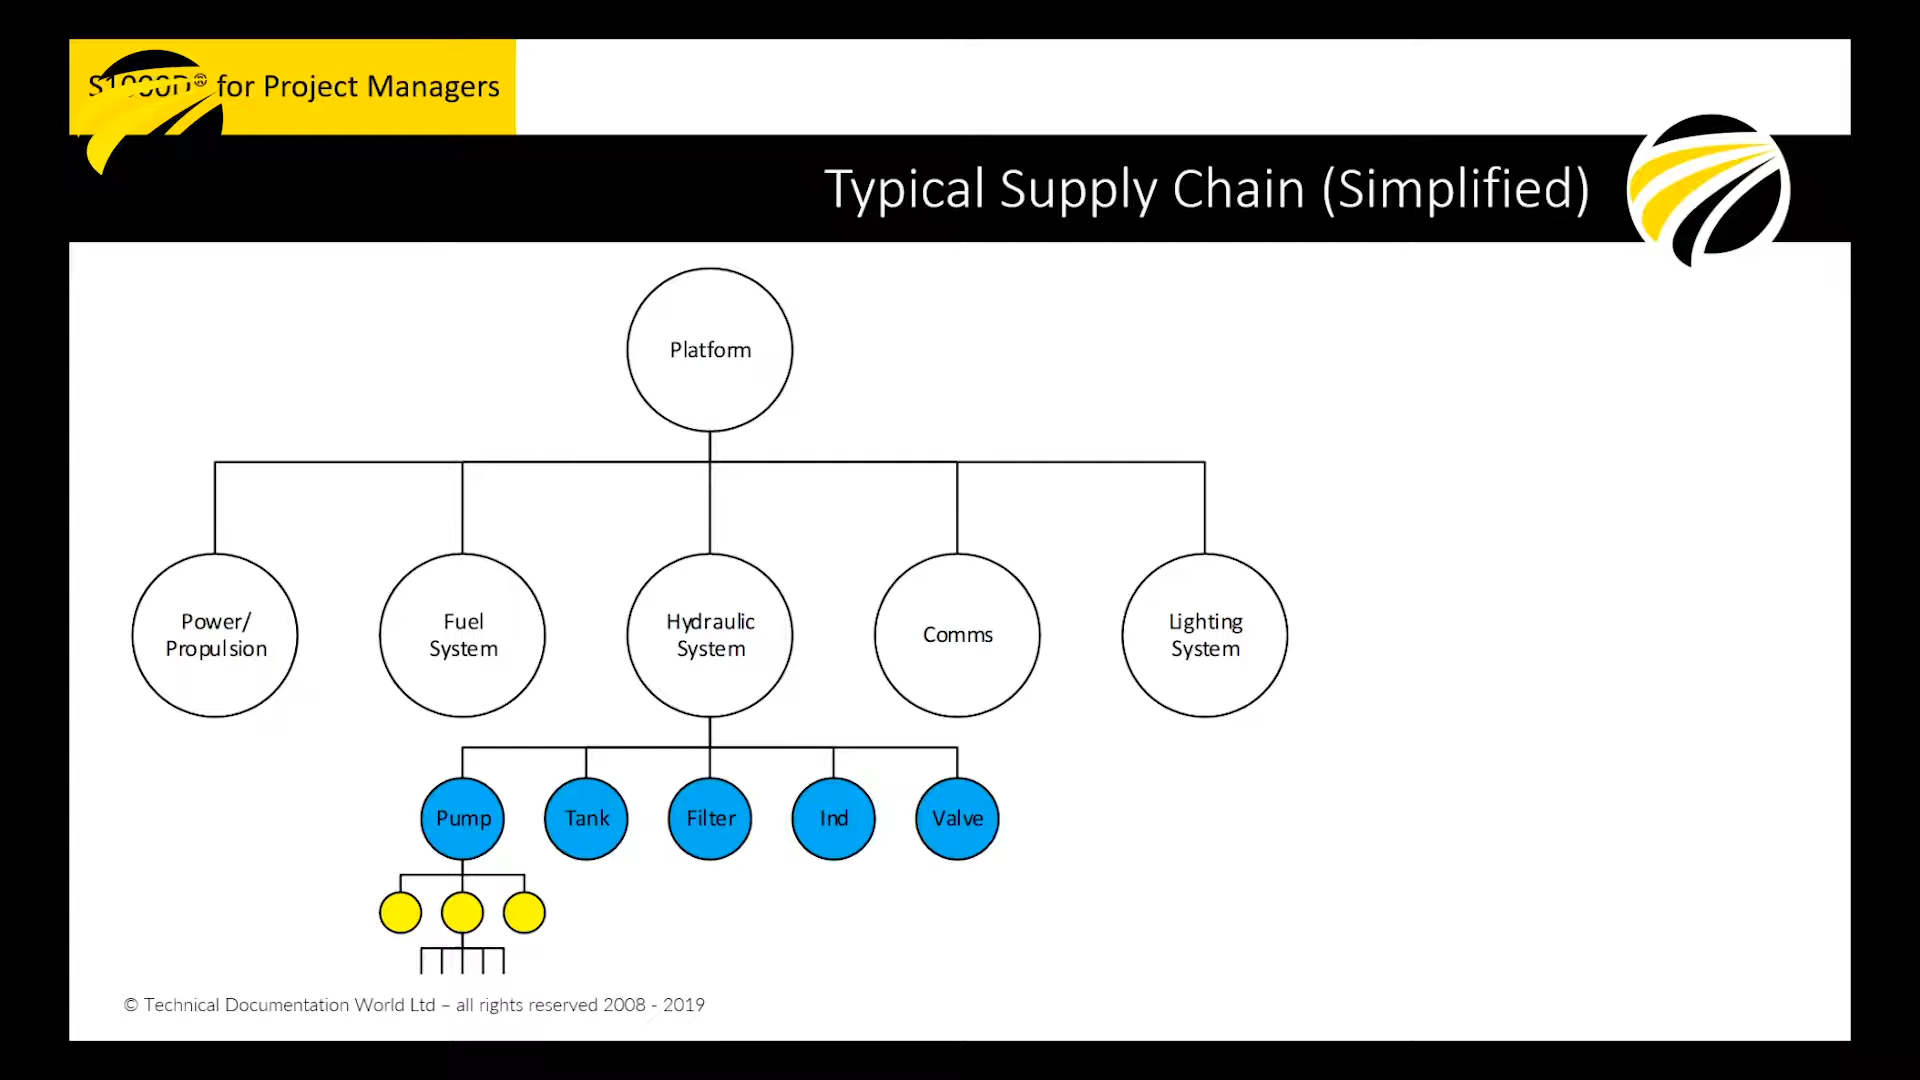 S1000D® for Project Managers
Typical Supply Chain (Simplified)
Platform
Power/
Propulsion
Fuel
System
Hydraulic
System
Comms
Lighting
System
Pump
Tank
Filter
Ind
Valve
© Technical Documentation World Ltd – all rights reserved 2008 - 2019